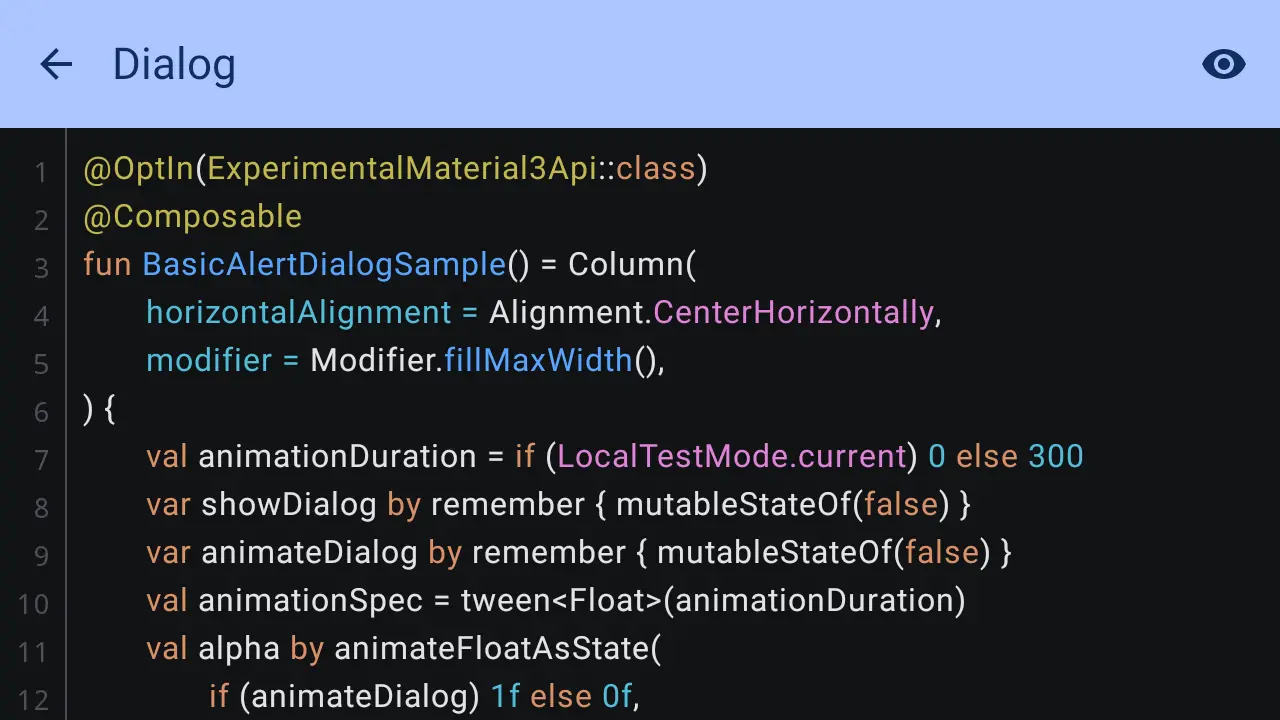 Dialog
1 @OptIn(ExperimentalMaterial3Api::class)
2 @Composable
3 fun BasicAlertDialogSample() = Column(
4 horizontalAlignment = Alignment.CenterHorizontally,
5 modifier = Modifier.fillMaxWidth(),
6 ) {
7 val animationDuration = if (LocalTestMode.current) 0 else 300
8 var showDialog by remember { mutableStateOf(false) }
9 var animateDialog by remember { mutableStateOf(false) }
10 val animationSpec = tween<Float>(animationDuration)
11 val alpha by animateFloatAsState(
12 if (animateDialog) 1f else 0f,